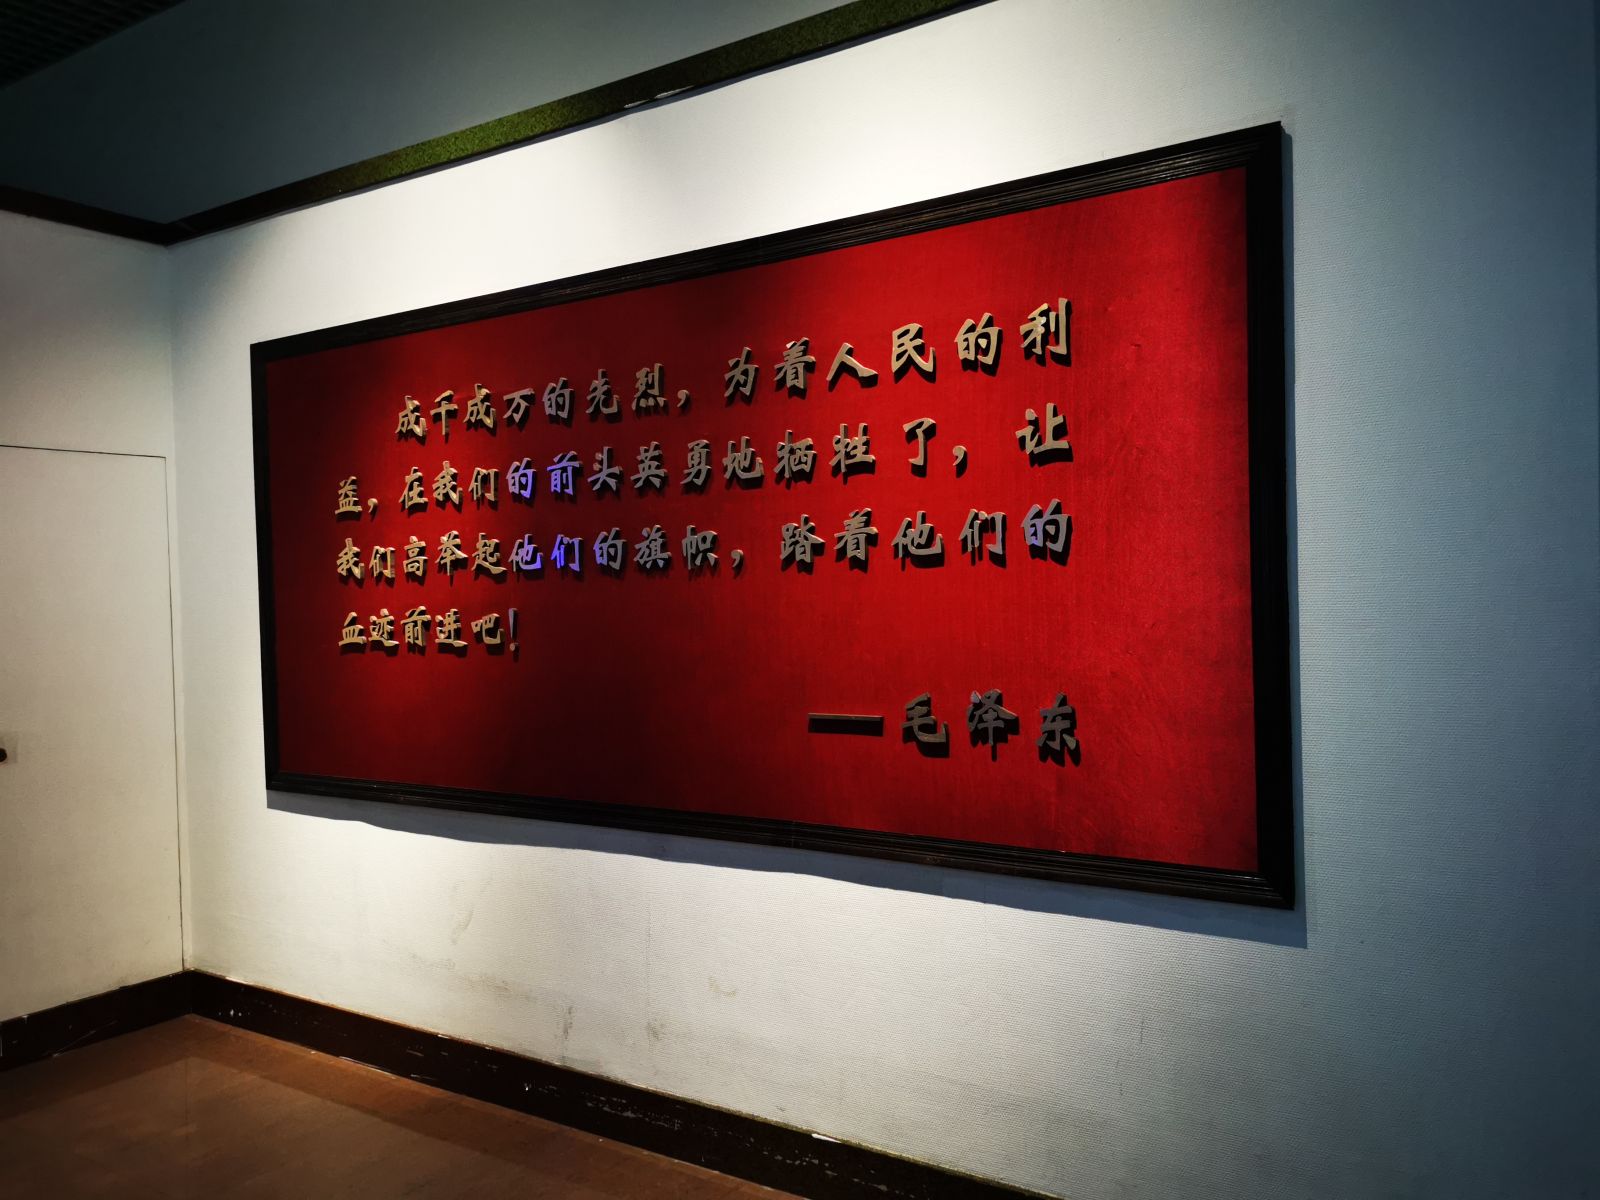 成千成万的先烈，为着人民的利
益，在我们的前头英勇地牺牲了，让
我们高举起他们的旗帜，踏着他们的
血迹前进吧！
——毛泽东